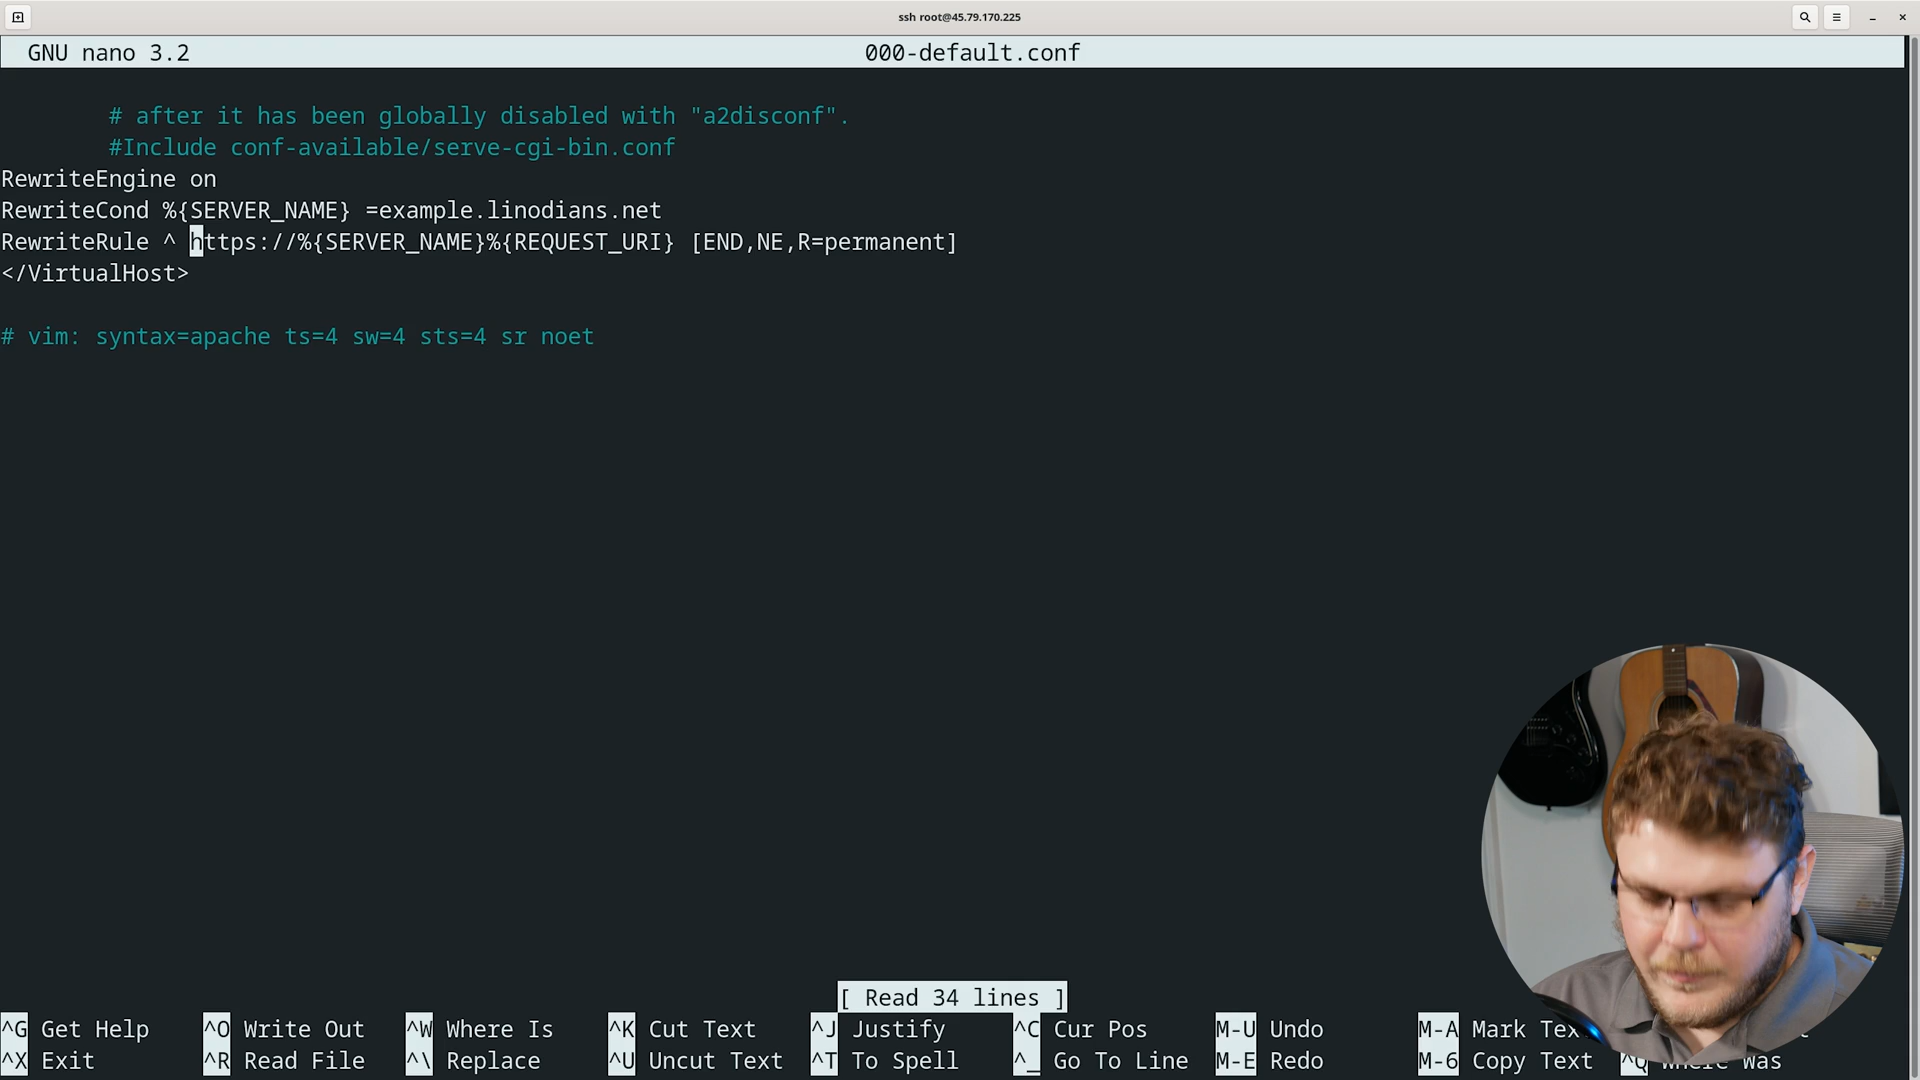 ssh root@45.79.170.225
GNU nano 3.2 000-default.conf
# after it has been globally disabled with "a2disconf".
#Include conf-available/serve-cgi-bin.conf
RewriteEngine on
RewriteCond %{SERVER_NAME} =example.linodians.net
RewriteRule ^ https://%{SERVER_NAME}%{REQUEST_URI} [END,NE,R=permanent]
</VirtualHost>
# vim: syntax=apache ts=4 sw=4 sts=4 sr noet
[ Read 34 lines ]
^G Get Help ^O Write Out ^W Where Is ^K Cut Text ^J Justify ^C Cur Pos M-U Undo M-A Mark
^X Exit ^R Read File ^\ Replace ^U Uncut Text ^T To Spell ^_ Go To Line M-E Redo M-6 Copy Text ^Q Where Was